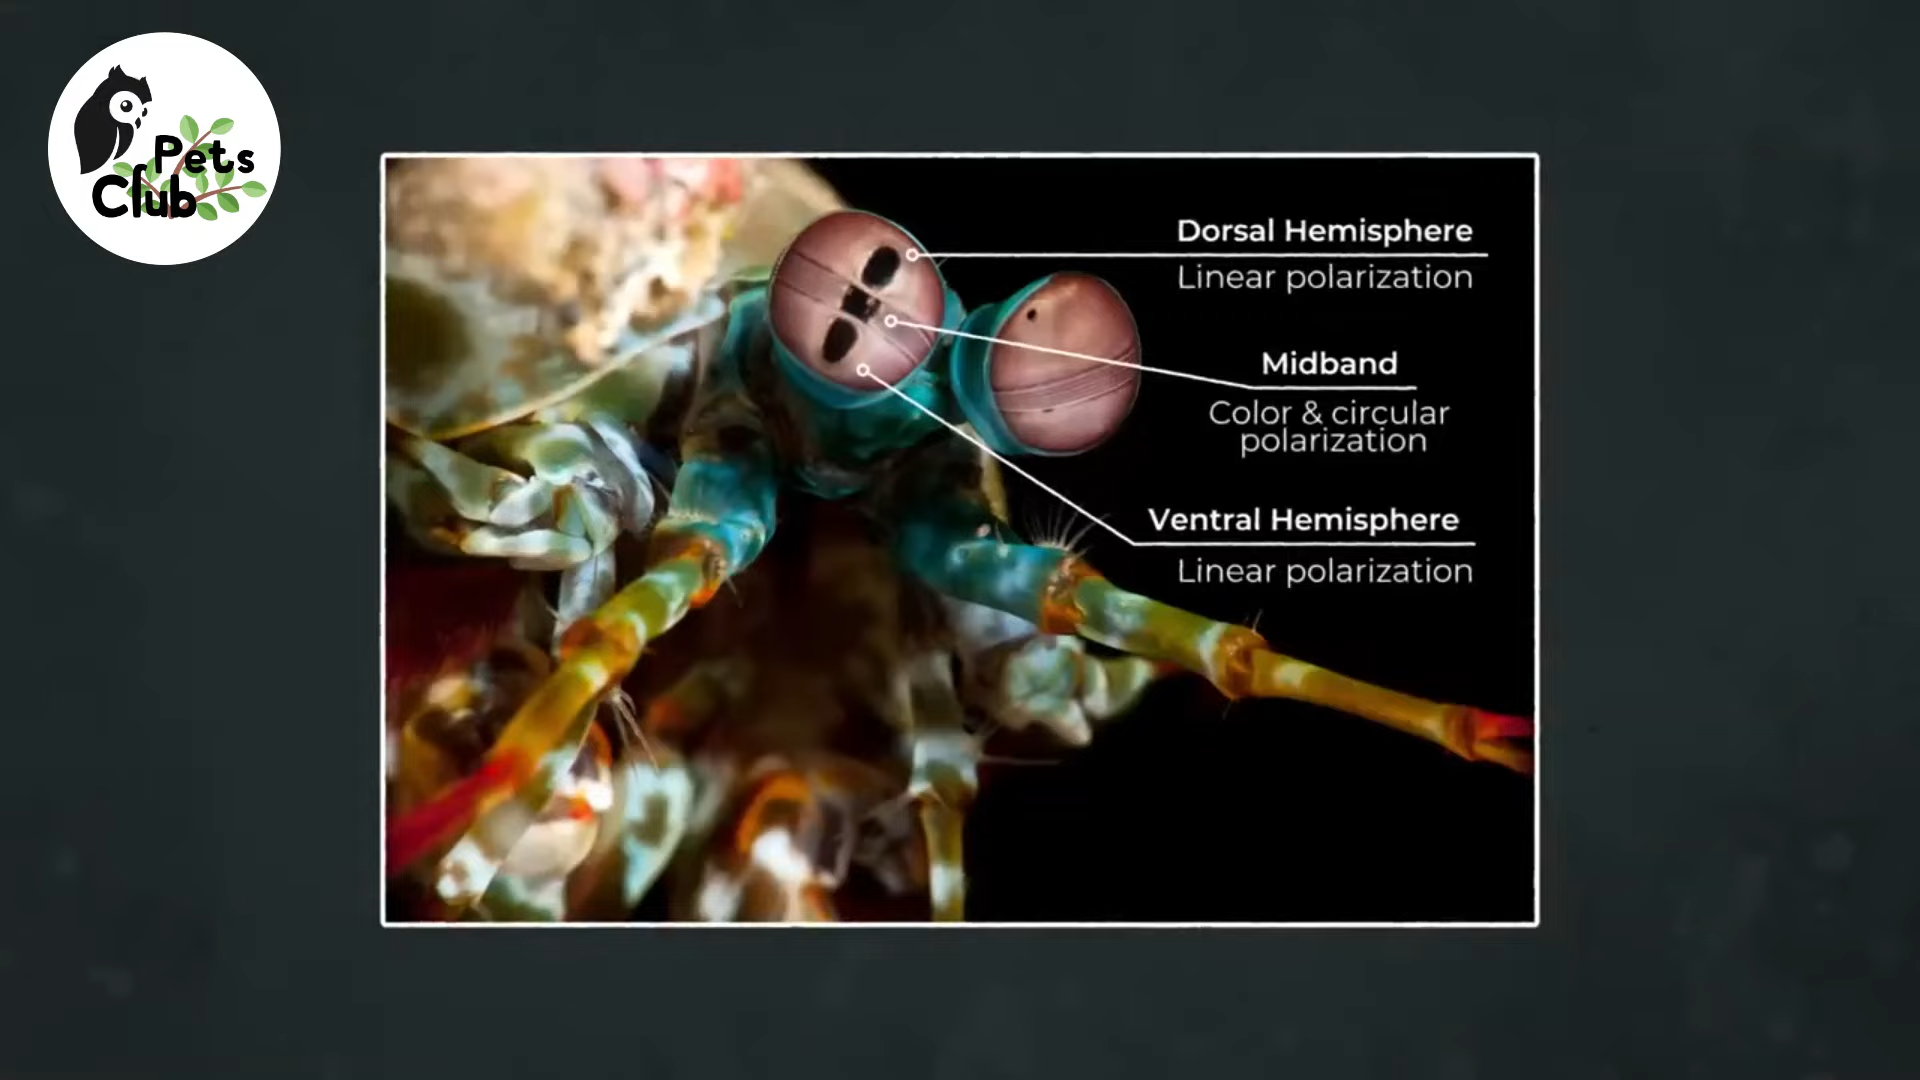 Pets
Club
Dorsal Hemisphere
Linear polarization
Midband
Color & circular
polarization
Ventral Hemisphere
Linear polarization